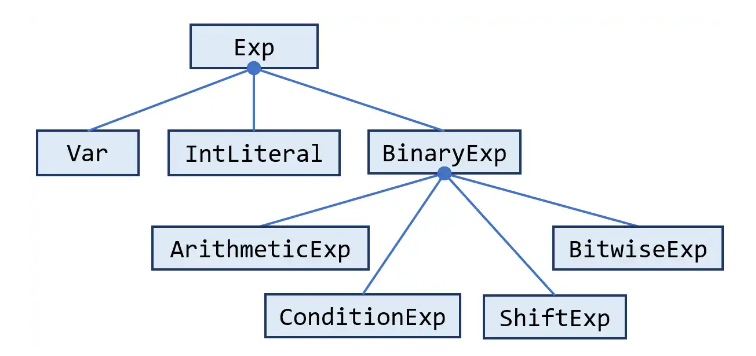 Exp
Var
IntLiteral
BinaryExp
ArithmeticExp
BitwiseExp
ConditionExp
ShiftExp